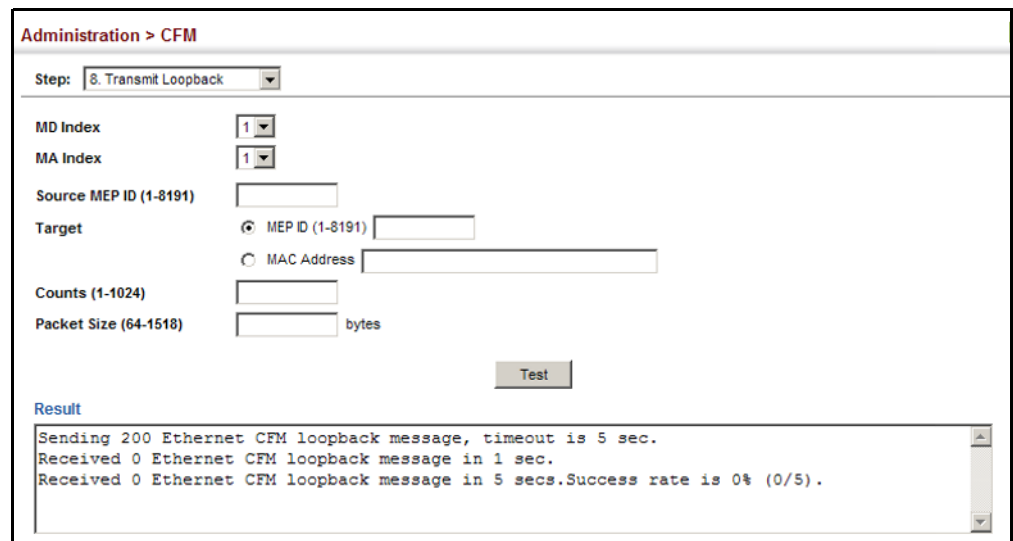 Administration > CFM
Step: 8. Transmit Loopback
MD Index 1
MA Index 1
Source MEP ID (1-8191)
Target MEP ID (1-8191)
MAC Address
Counts (1-1024)
Packet Size (64-1518) bytes
Test
Result
Sending 200 Ethernet CFM loopback message, timeout is 5 sec.
Received 0 Ethernet CFM loopback message in 1 sec.
Received 0 Ethernet CFM loopback message in 5 secs.Success rate is 0% (0/5).